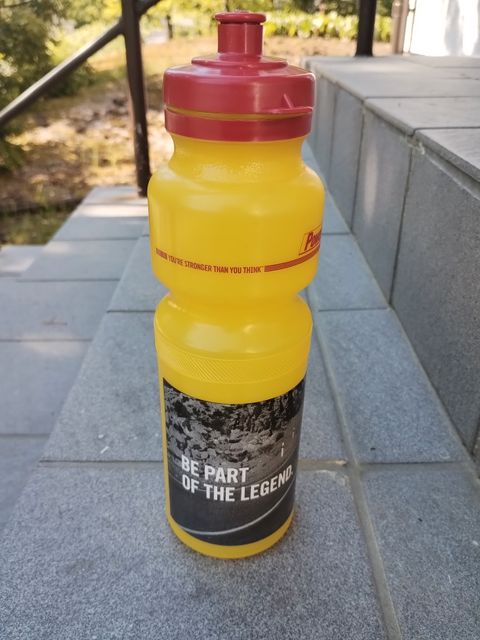 YOU'RE STRONGER THAN YOU THINK
BE PART
OF THE LEGEND.